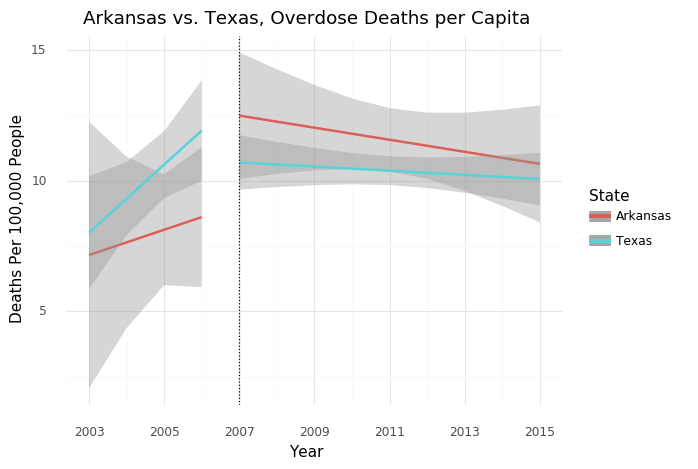 Arkansas vs. Texas, Overdose Deaths per Capita
Deaths Per 100,000 People
15
10
5
2003 2005 2007 2009 2011 2013 2015
Year
State
Arkansas
Texas